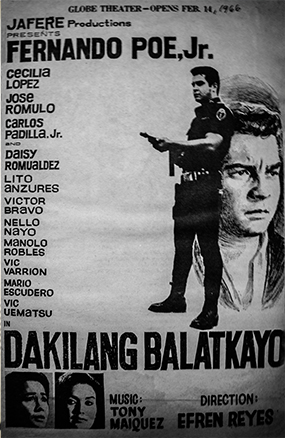 GLOBE THEATER—OPENS FEB. 14, 1966
JAFERE Productions
PRESENTS
FERNANDO POE, Jr.
CECILIA
LOPEZ
JOSE
ROMULO
CARLOS
PADILLA, Jr.
AND
DAISY
ROMUALDEZ
LITO
ANZURES
VICTOR
BRAVO
NELLO
NAYO
MANOLO
ROBLES
VIC
VARRION
MARIO
ESCUDERO
VIC
UEMATSU
IN
DAKILANG BALATKAYO
MUSIC:
TONY
MAIQUEZ
DIRECTION:
EFREN REYES